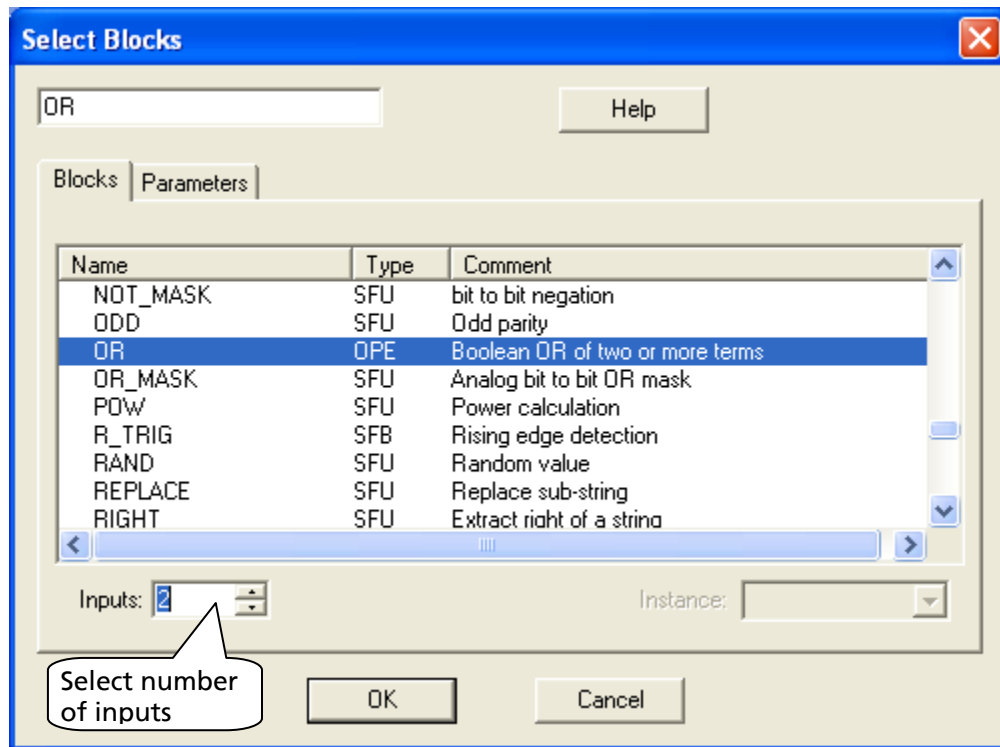 Select Blocks
OR
Help
Blocks Parameters
Name Type Comment
NOT_MASK SFU bit to bit negation
ODD SFU Odd parity
OR OPE Boolean OR of two or more terms
OR_MASK SFU Analog bit to bit OR mask
POW SFU Power calculation
R_TRIG SFB Rising edge detection
RAND SFU Random value
REPLACE SFU Replace sub-string
RIGHT SFU Extract right of a string
Inputs: 2 Instance:
Select number
of inputs
OK Cancel